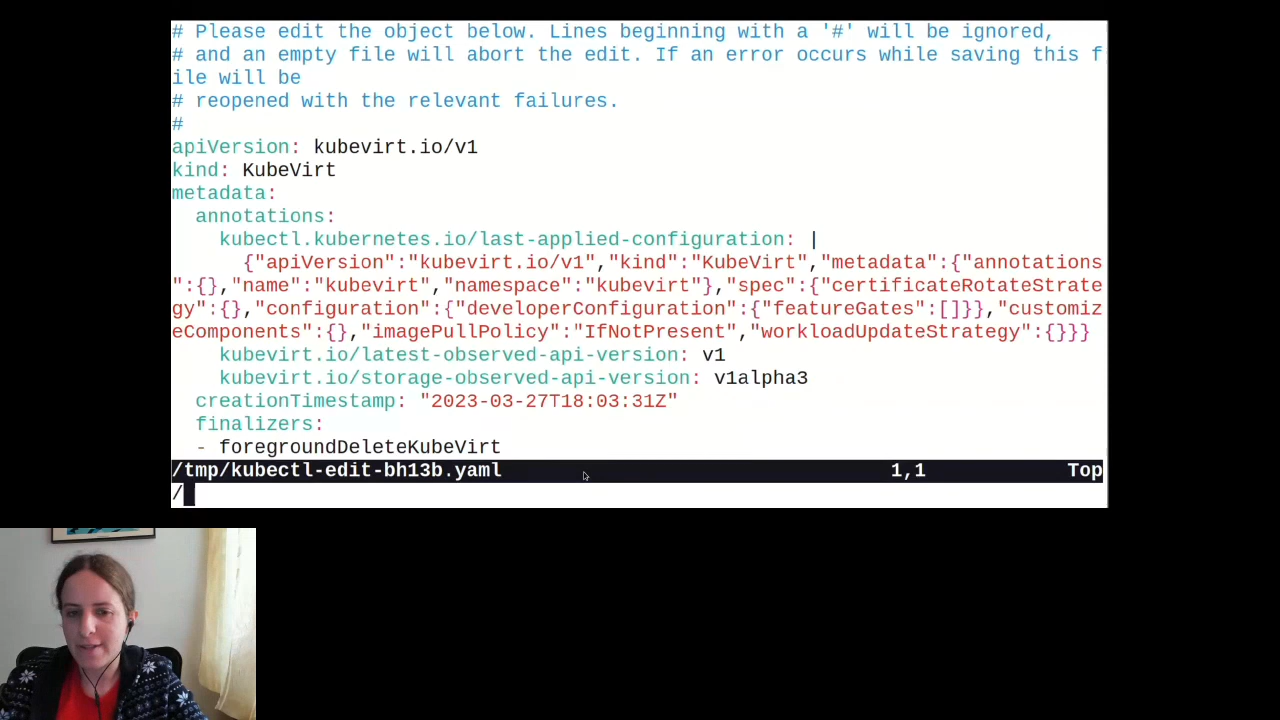 # Please edit the object below. Lines beginning with a '#' will be ignored,
# and an empty file will abort the edit. If an error occurs while saving this f
ile will be
# reopened with the relevant failures.
#
apiVersion: kubevirt.io/v1
kind: KubeVirt
metadata:
  annotations:
    kubectl.kubernetes.io/last-applied-configuration: |
      {"apiVersion":"kubevirt.io/v1","kind":"KubeVirt","metadata":{"annotations
":{},"name":"kubevirt","namespace":"kubevirt"},"spec":{"certificateRotateStrate
gy":{},"configuration":{"developerConfiguration":{"featureGates":[]}},"customiz
eComponents":{},"imagePullPolicy":"IfNotPresent","workloadUpdateStrategy":{}}}
    kubevirt.io/latest-observed-api-version: v1
    kubevirt.io/storage-observed-api-version: v1alpha3
  creationTimestamp: "2023-03-27T18:03:31Z"
  finalizers:
  - foregroundDeleteKubeVirt
/tmp/kubectl-edit-bh13b.yaml 1,1 Top
/